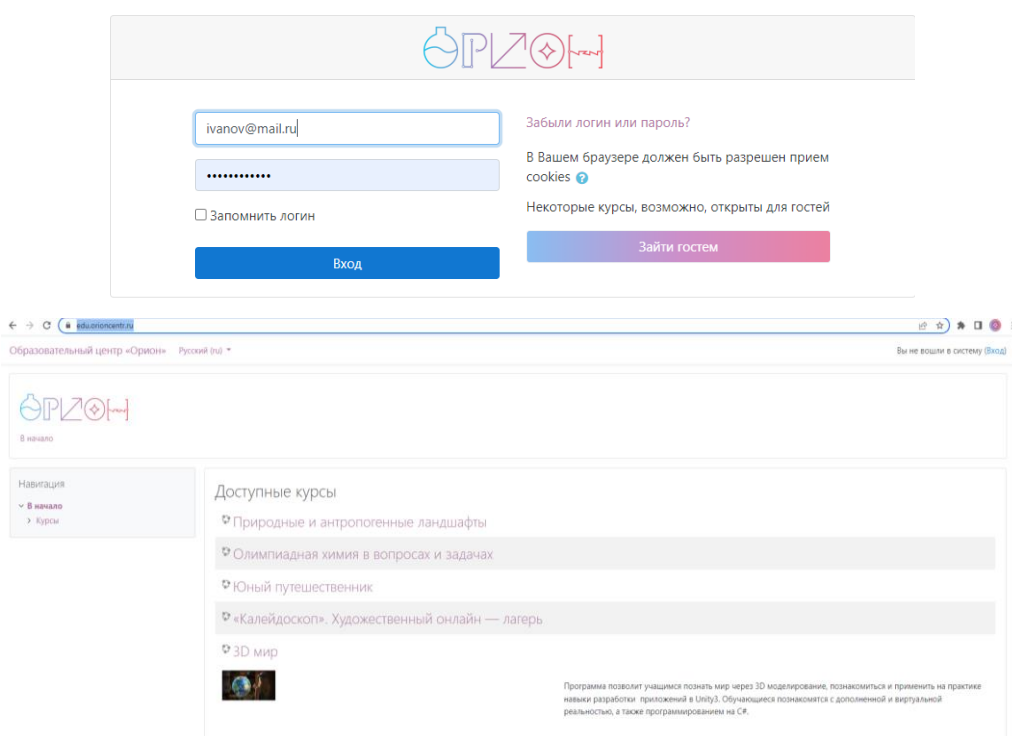 ОРИОН
ivanov@mail.ru
Забыли логин или пароль?
В Вашем браузере должен быть разрешен прием
cookies
••••••••••••
Запомнить логин
Некоторые курсы, возможно, открыты для гостей
Вход
Зайти гостем
edu.orioncentr.ru
Образовательный центр «Орион»
Русский (ru)
Вы не вошли в систему (Вход)
ОРИОН
В начало
Навигация
В начало
Курсы
Доступные курсы
Природные и антропогенные ландшафты
Олимпиадная химия в вопросах и задачах
Юный путешественник
«Калейдоскоп». Художественный онлайн — лагерь
3D мир
Программа позволит учащимся познать мир через 3D моделирование, познакомиться и применить на практике
навыки разработки приложений в Unity3. Обучающиеся познакомятся с дополненной и виртуальной
реальностью, а также программированием на C#.